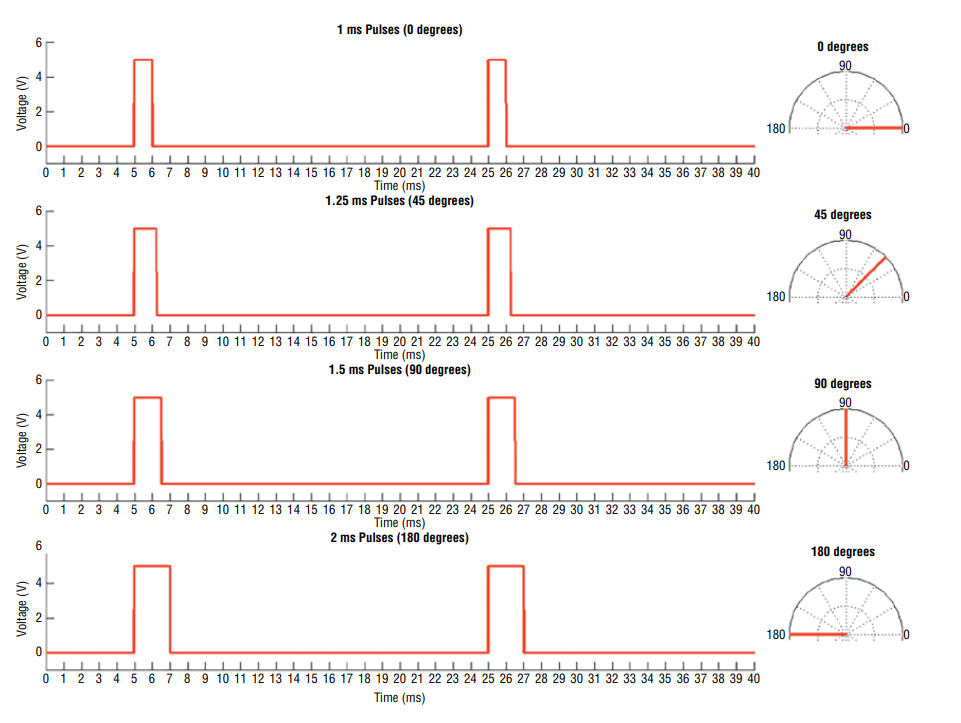 1 ms Pulses (0 degrees)
6
4
2
0
Voltage (V)
0 1 2 3 4 5 6 7 8 9 10 11 12 13 14 15 16 17 18 19 20 21 22 23 24 25 26 27 28 29 30 31 32 33 34 35 36 37 38 39 40
Time (ms)
0 degrees
90
180 0
1.25 ms Pulses (45 degrees)
6
4
2
0
Voltage (V)
0 1 2 3 4 5 6 7 8 9 10 11 12 13 14 15 16 17 18 19 20 21 22 23 24 25 26 27 28 29 30 31 32 33 34 35 36 37 38 39 40
Time (ms)
45 degrees
90
180 0
1.5 ms Pulses (90 degrees)
6
4
2
0
Voltage (V)
0 1 2 3 4 5 6 7 8 9 10 11 12 13 14 15 16 17 18 19 20 21 22 23 24 25 26 27 28 29 30 31 32 33 34 35 36 37 38 39 40
Time (ms)
90 degrees
90
180 0
2 ms Pulses (180 degrees)
6
4
2
0
Voltage (V)
0 1 2 3 4 5 6 7 8 9 10 11 12 13 14 15 16 17 18 19 20 21 22 23 24 25 26 27 28 29 30 31 32 33 34 35 36 37 38 39 40
Time (ms)
180 degrees
90
180 0